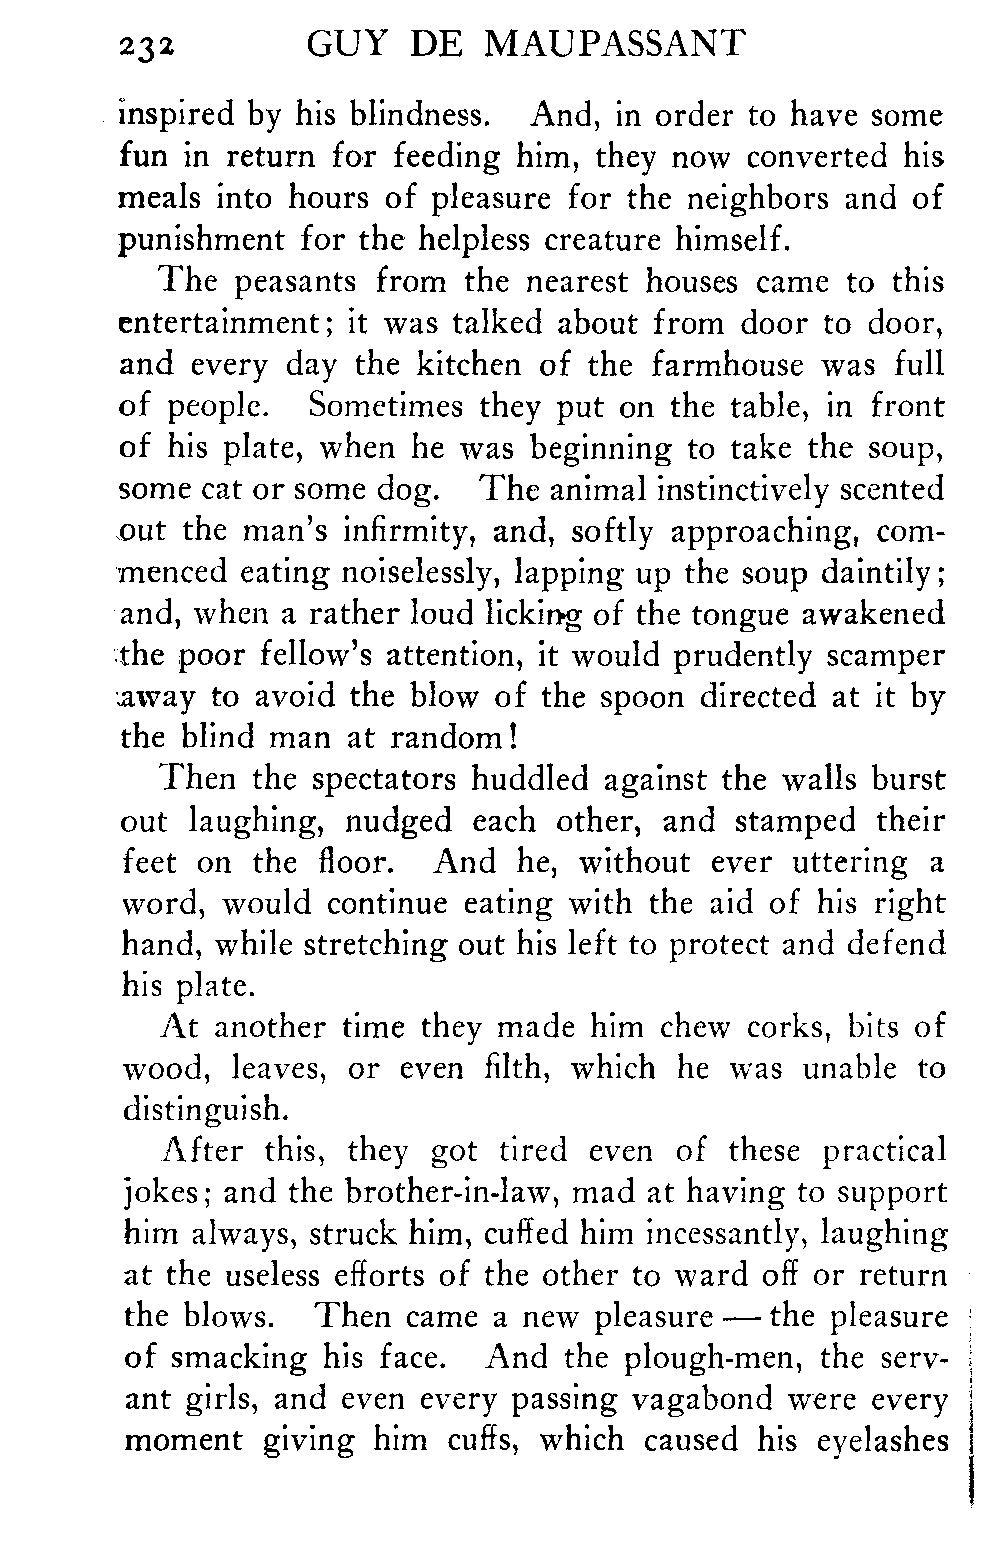 232 GUY DE MAUPASSANT
inspired by his blindness. And, in order to have some
fun in return for feeding him, they now converted his
meals into hours of pleasure for the neighbors and of
punishment for the helpless creature himself.
The peasants from the nearest houses came to this
entertainment; it was talked about from door to door,
and every day the kitchen of the farmhouse was full
of people. Sometimes they put on the table, in front
of his plate, when he was beginning to take the soup,
some cat or some dog. The animal instinctively scented
out the man's infirmity, and, softly approaching, com-
menced eating noiselessly, lapping up the soup daintily;
and, when a rather loud licking of the tongue awakened
the poor fellow's attention, it would prudently scamper
away to avoid the blow of the spoon directed at it by
the blind man at random!
Then the spectators huddled against the walls burst
out laughing, nudged each other, and stamped their
feet on the floor. And he, without ever uttering a
word, would continue eating with the aid of his right
hand, while stretching out his left to protect and defend
his plate.
At another time they made him chew corks, bits of
wood, leaves, or even filth, which he was unable to
distinguish.
After this, they got tired even of these practical
jokes; and the brother-in-law, mad at having to support
him always, struck him, cuffed him incessantly, laughing
at the useless efforts of the other to ward off or return
the blows. Then came a new pleasure — the pleasure
of smacking his face. And the plough-men, the serv-
ant girls, and even every passing vagabond were every
moment giving him cuffs, which caused his eyelashes